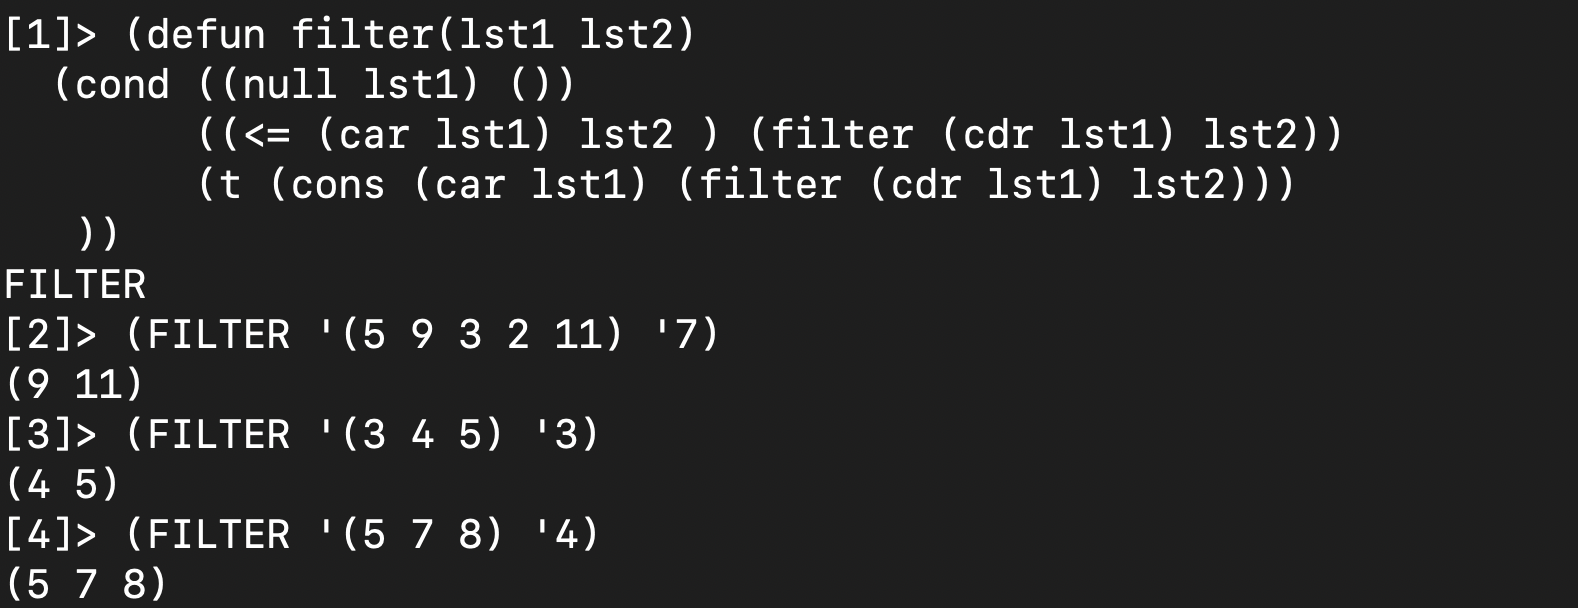 [1]> (defun filter(lst1 lst2)
  (cond ((null lst1) ())
        ((<= (car lst1) lst2 ) (filter (cdr lst1) lst2))
        (t (cons (car lst1) (filter (cdr lst1) lst2)))
   ))
FILTER
[2]> (FILTER '(5 9 3 2 11) '7)
(9 11)
[3]> (FILTER '(3 4 5) '3)
(4 5)
[4]> (FILTER '(5 7 8) '4)
(5 7 8)